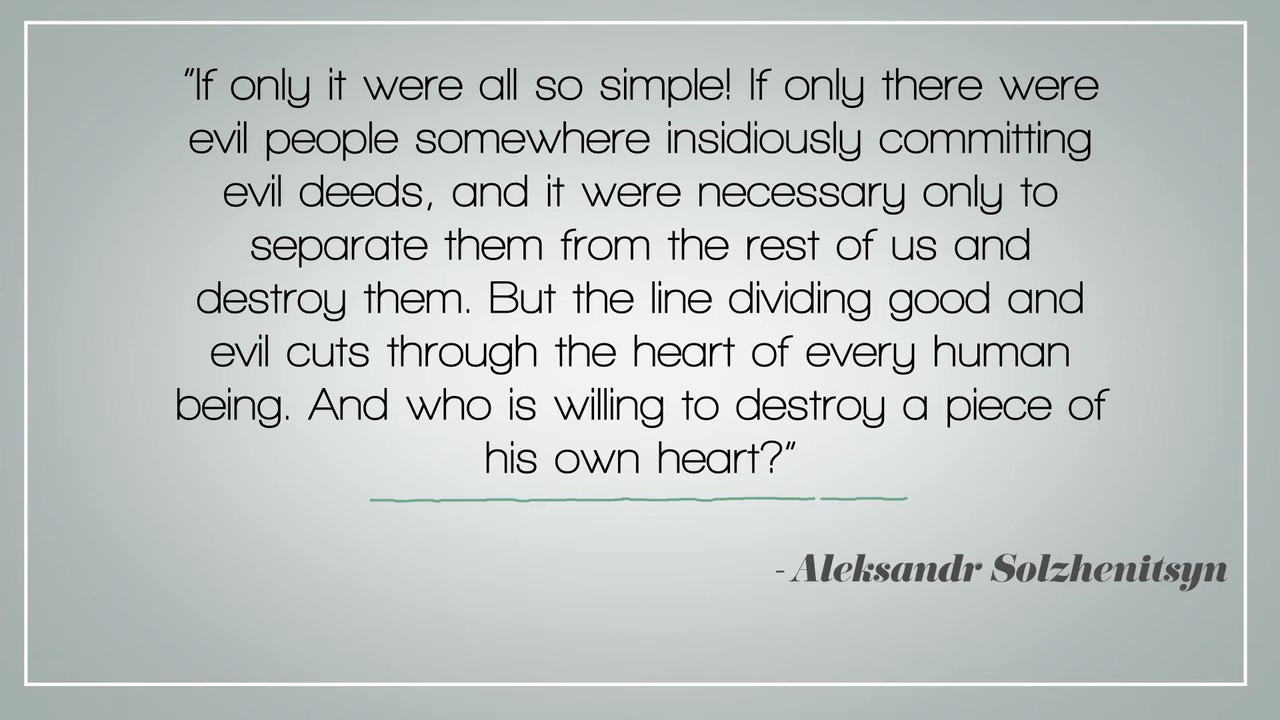 "If only it were all so simple! If only there were
evil people somewhere insidiously committing
evil deeds, and it were necessary only to
separate them from the rest of us and
destroy them. But the line dividing good and
evil cuts through the heart of every human
being. And who is willing to destroy a piece of
his own heart?"
- Aleksandr Solzhenitsyn